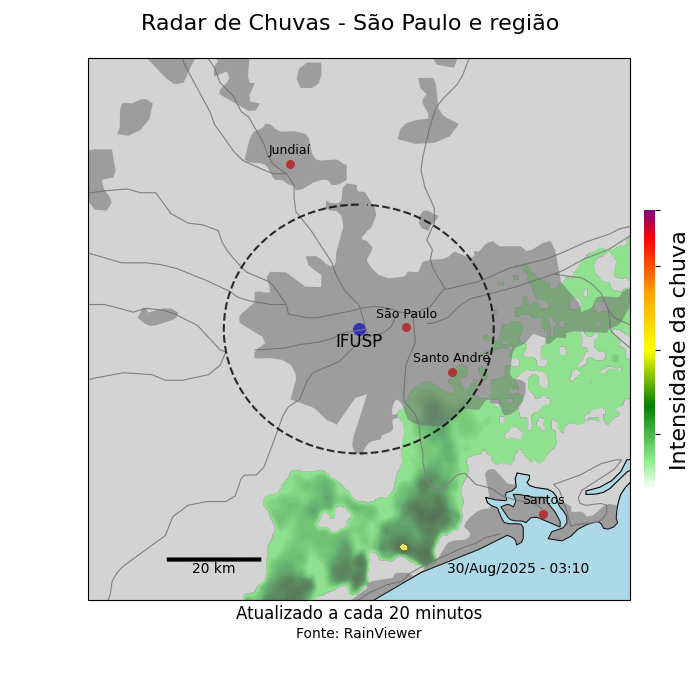 Radar de Chuvas - São Paulo e região
Jundiaí
São Paulo
IFUSP
Santo André
Santos
20 km
30/Aug/2025 - 03:10
Intensidade da chuva
Atualizado a cada 20 minutos
Fonte: RainViewer